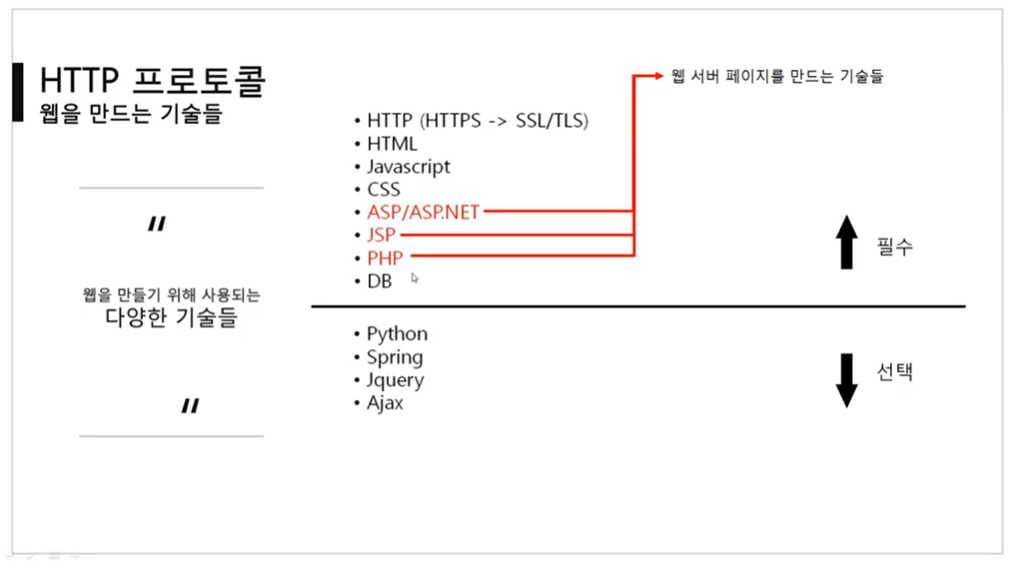 HTTP 프로토콜
웹을 만드는 기술들
〃
웹을 만들기 위해 사용되는
다양한 기술들
〃
• HTTP (HTTPS -> SSL/TLS)
• HTML
• Javascript
• CSS
• ASP/ASP.NET
• JSP
• PHP
• DB
웹 서버 페이지를 만드는 기술들
필수
• Python
• Spring
• Jquery
• Ajax
선택